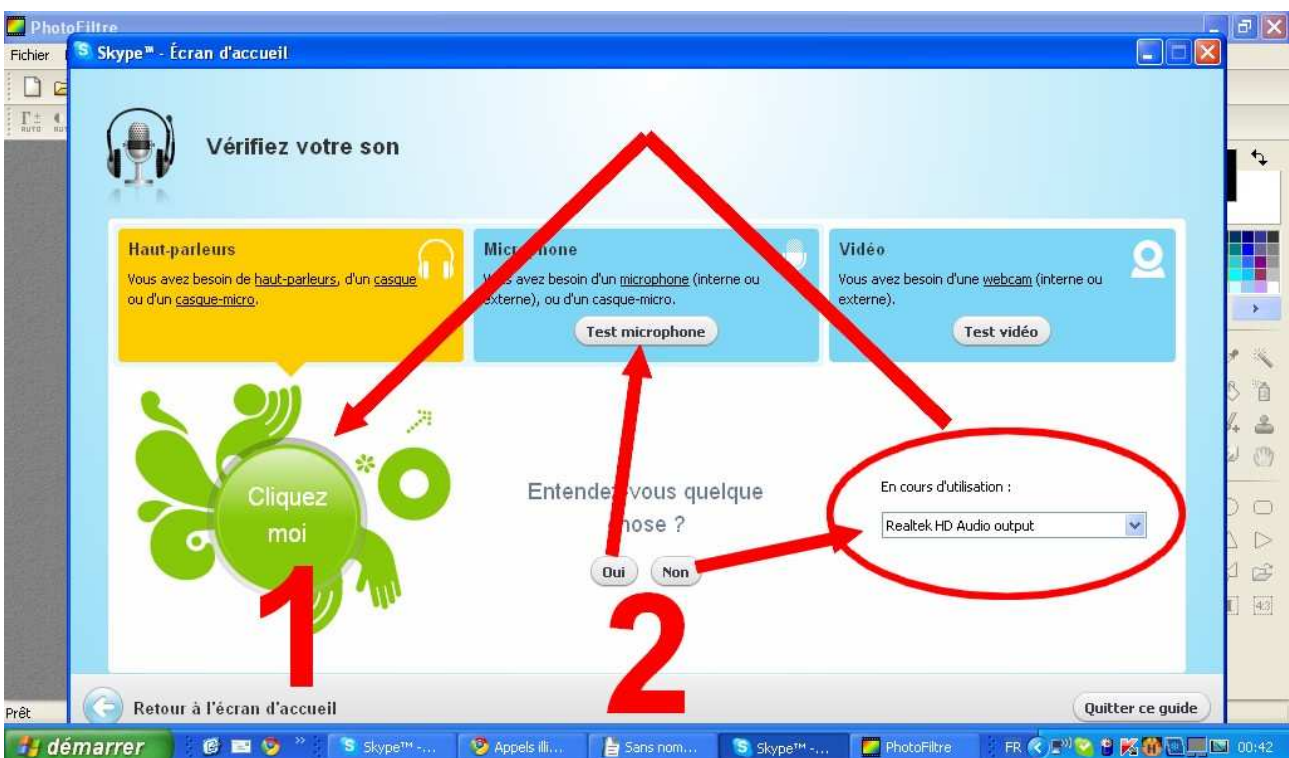 PhotoFiltre
Fichier
Skype™ - Écran d'accueil
Vérifiez votre son
Haut-parleurs
Vous avez besoin de haut-parleurs, d'un casque
ou d'un casque-micro.
Microphone
Vous avez besoin d'un microphone (interne ou
externe), ou d'un casque-micro.
Test microphone
Vidéo
Vous avez besoin d'une webcam (interne ou
externe).
Test vidéo
Cliquez
moi
Entendez-vous quelque
chose ?
Oui
Non
En cours d'utilisation :
Realtek HD Audio output
1
2
Retour à l'écran d'accueil
Quitter ce guide
Prêt
démarrer
Skype™ -...
Appels illi...
Sans nom...
Skype™ -...
PhotoFiltre
FR
00:42